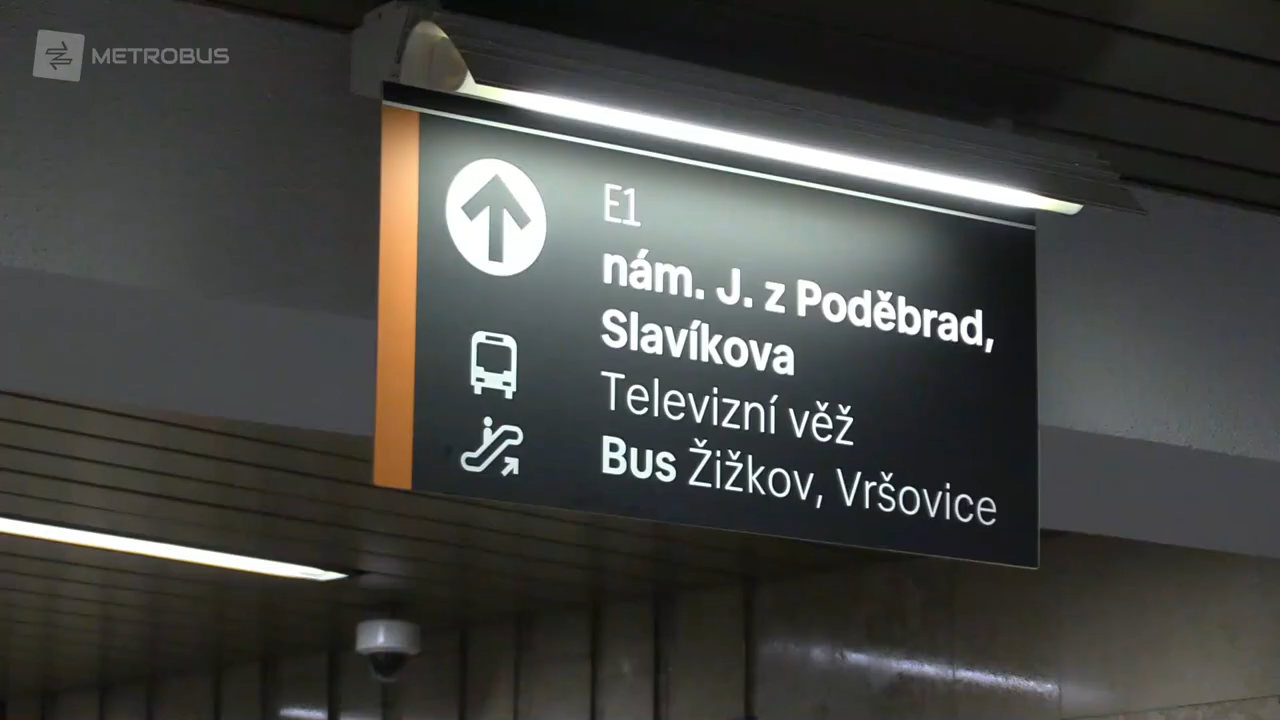 METROBUS
E1
nám. J. z Poděbrad,
Slavíkova
Televizní věž
Bus Žižkov, Vršovice